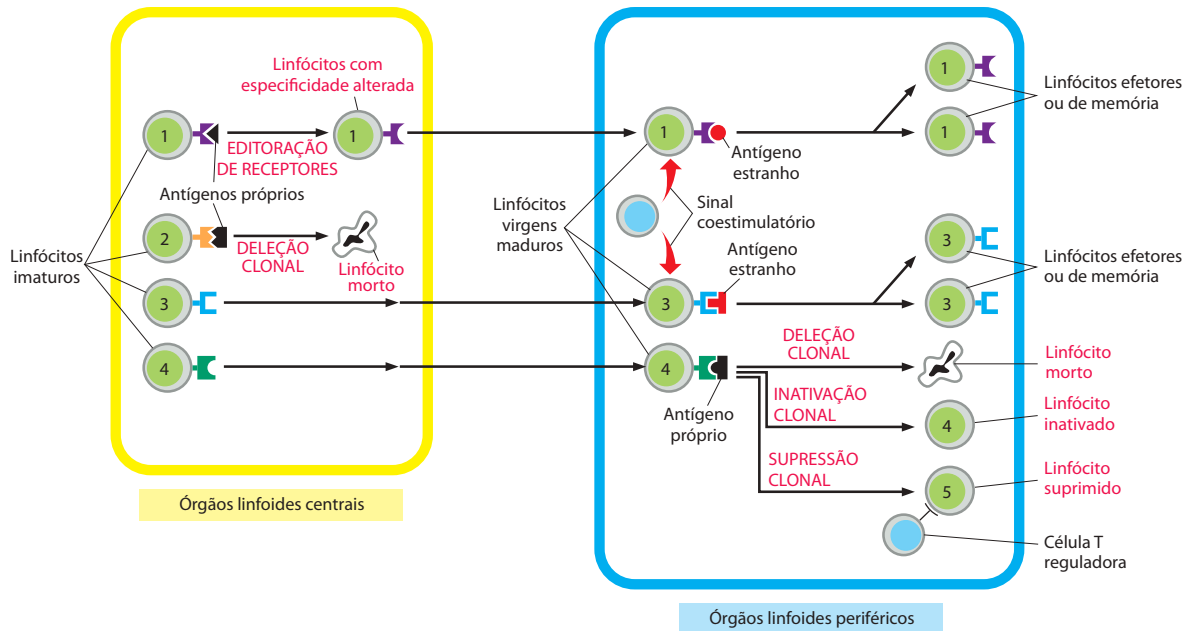 Linfócitos com
especificidade alterada
1
1
EDITORAÇÃO
DE RECEPTORES
Antígenos próprios
Linfócitos
imaturos
2
DELEÇÃO
CLONAL
Linfócito
morto
3
4
Órgãos linfoides centrais
Linfócitos
virgens
maduros
1
Antígeno
estranho
1
1
Linfócitos efetores
ou de memória
Sinal
coestimulatório
Antígeno
estranho
3
3
3
Linfócitos efetores
ou de memória
4
Antígeno
próprio
DELEÇÃO
CLONAL
Linfócito
morto
INATIVAÇÃO
CLONAL
4
Linfócito
inativado
SUPRESSÃO
CLONAL
5
Linfócito
suprimido
Célula T
reguladora
Órgãos linfoides periféricos